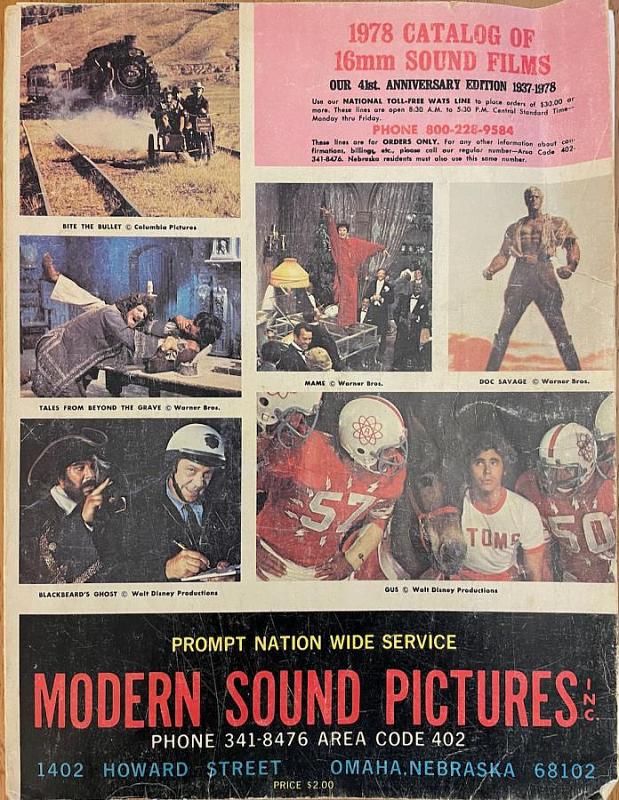 1978 CATALOG OF
16mm SOUND FILMS
OUR 41st. ANNIVERSARY EDITION 1937-1978
Use our NATIONAL TOLL-FREE WATS LINE to place orders of $30.00 or
more. These lines are open 8:30 A.M. to 5:30 P.M. Central Standard Time—
Monday thru Friday.
PHONE 800-228-9584
These lines are for ORDERS ONLY. For any other information about con-
firmations, billings, etc., please call our regular number—Area Code 402-
341-8476. Nebraska residents must also use this same number.
BITE THE BULLET © Columbia Pictures
MAME © Warner Bros.
DOC SAVAGE © Warner Bros.
TALES FROM BEYOND THE GRAVE © Warner Bros.
57
TOMS
50
BLACKBEARD'S GHOST © Walt Disney Productions
GUS © Walt Disney Productions
PROMPT NATION WIDE SERVICE
MODERN SOUND PICTURES INC
PHONE 341-8476 AREA CODE 402
1402 HOWARD STREET OMAHA, NEBRASKA 68102
PRICE $2.00